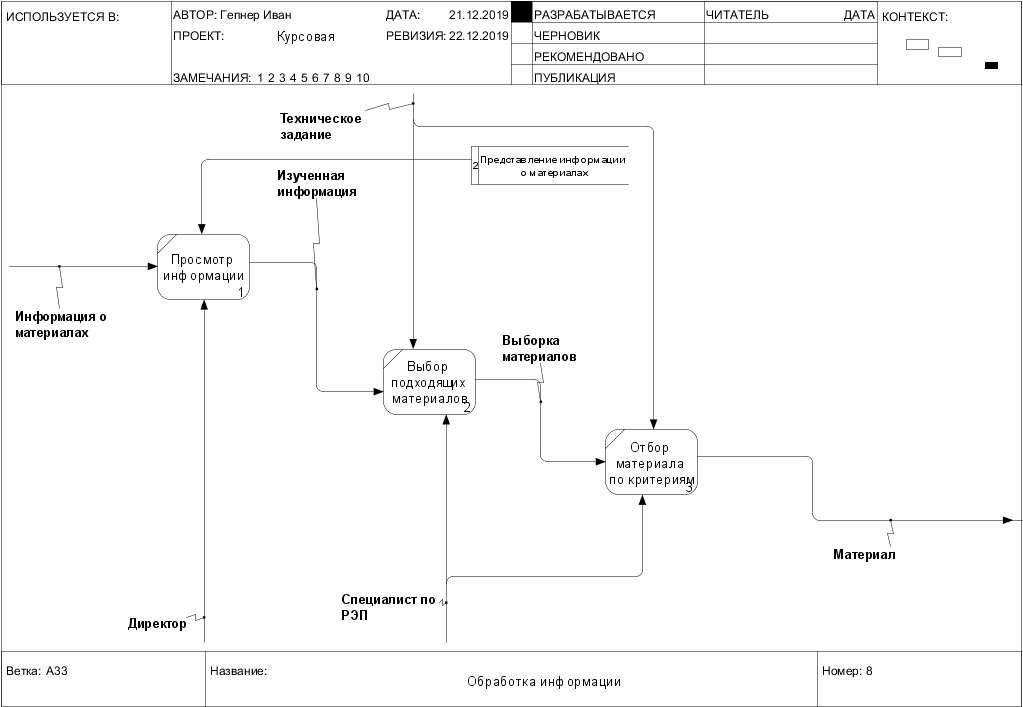 ИСПОЛЬЗУЕТСЯ В:
АВТОР: Гепнер Иван
ДАТА: 21.12.2019
РАЗРАБАТЫВАЕТСЯ
ЧИТАТЕЛЬ
ДАТА
КОНТЕКСТ:
ПРОЕКТ: Курсовая
РЕВИЗИЯ: 22.12.2019
ЧЕРНОВИК
РЕКОМЕНДОВАНО
ЗАМЕЧАНИЯ: 1 2 3 4 5 6 7 8 9 10
ПУБЛИКАЦИЯ
Техническое
задание
2
Представление информации
о материалах
Изученная
информация
Просмотр
информации
1
Информация о
материалах
Выборка
материалов
Выбор
подходящих
материалов
2
Отбор
материала
по критериям
3
Материал
Специалист по
РЭП
Директор
Ветка: A33
Название:
Обработка информации
Номер: 8